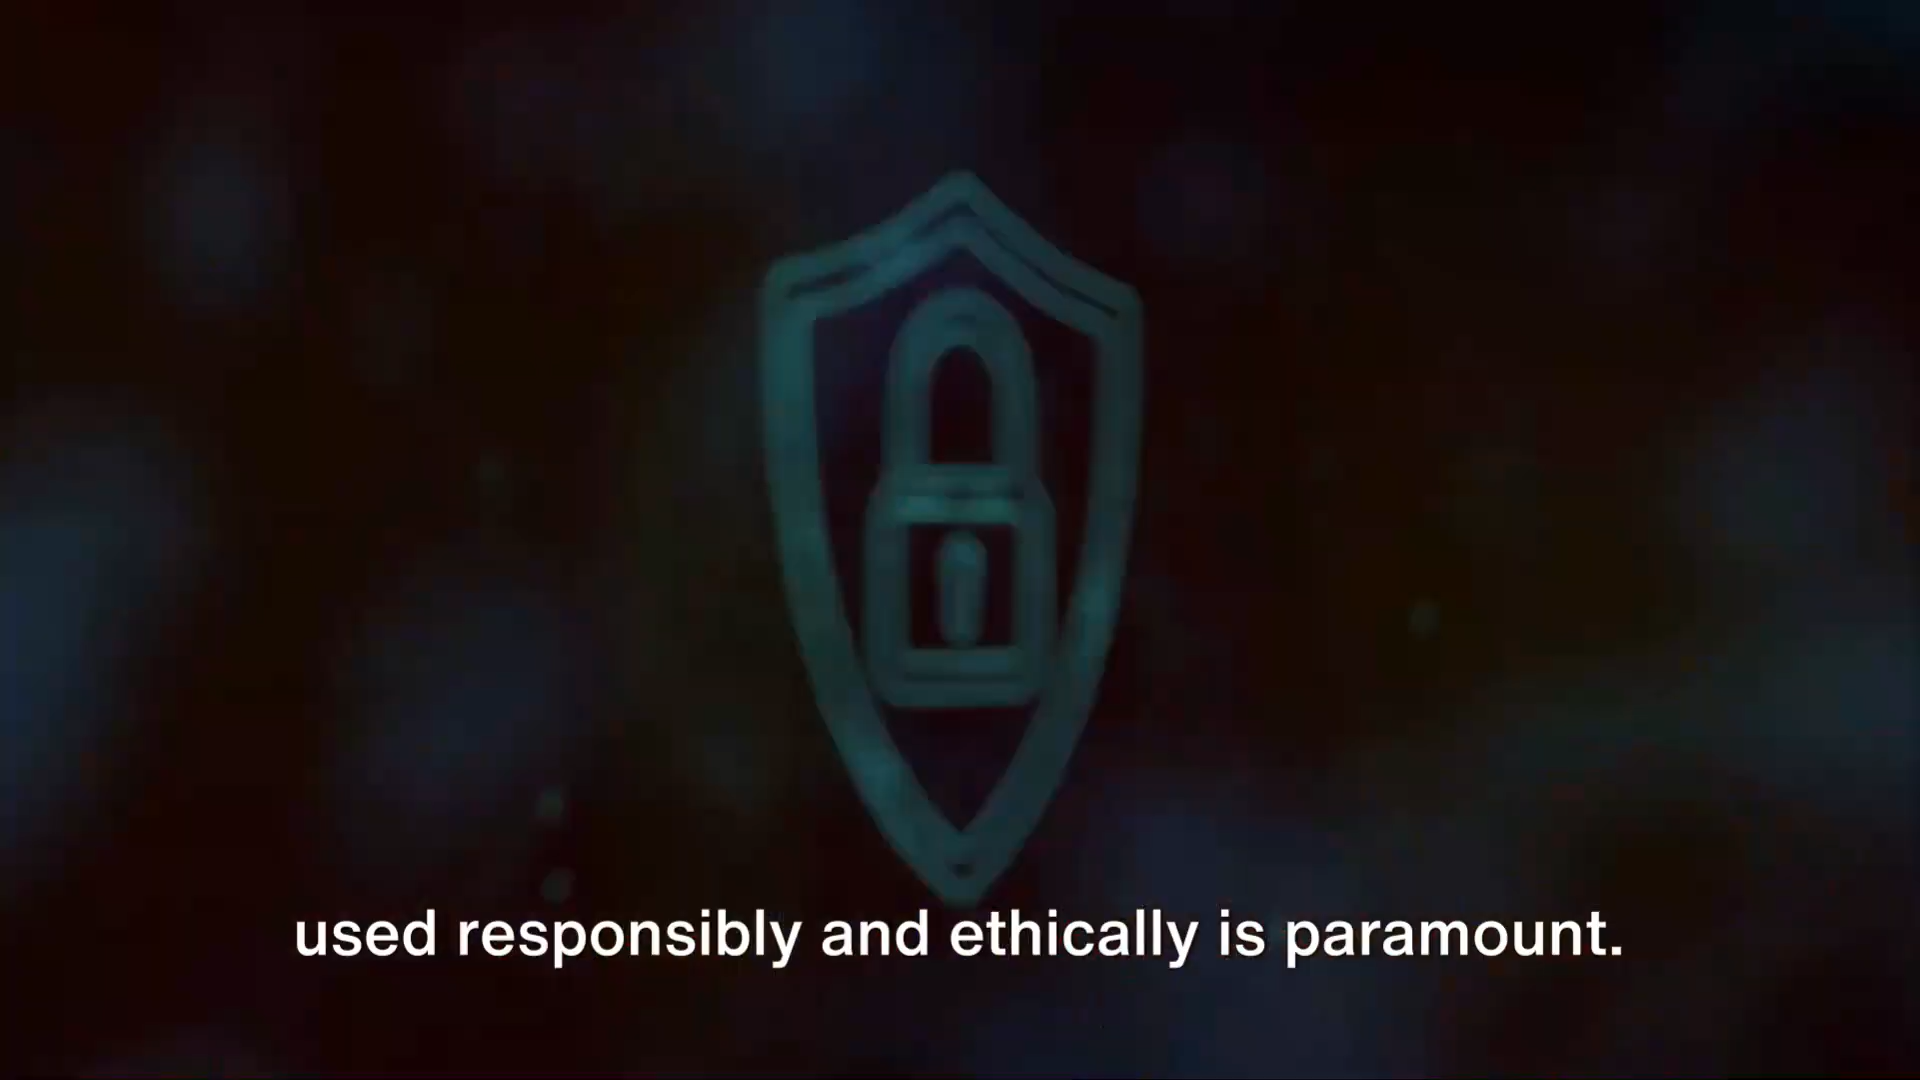 used responsibly and ethically is paramount.